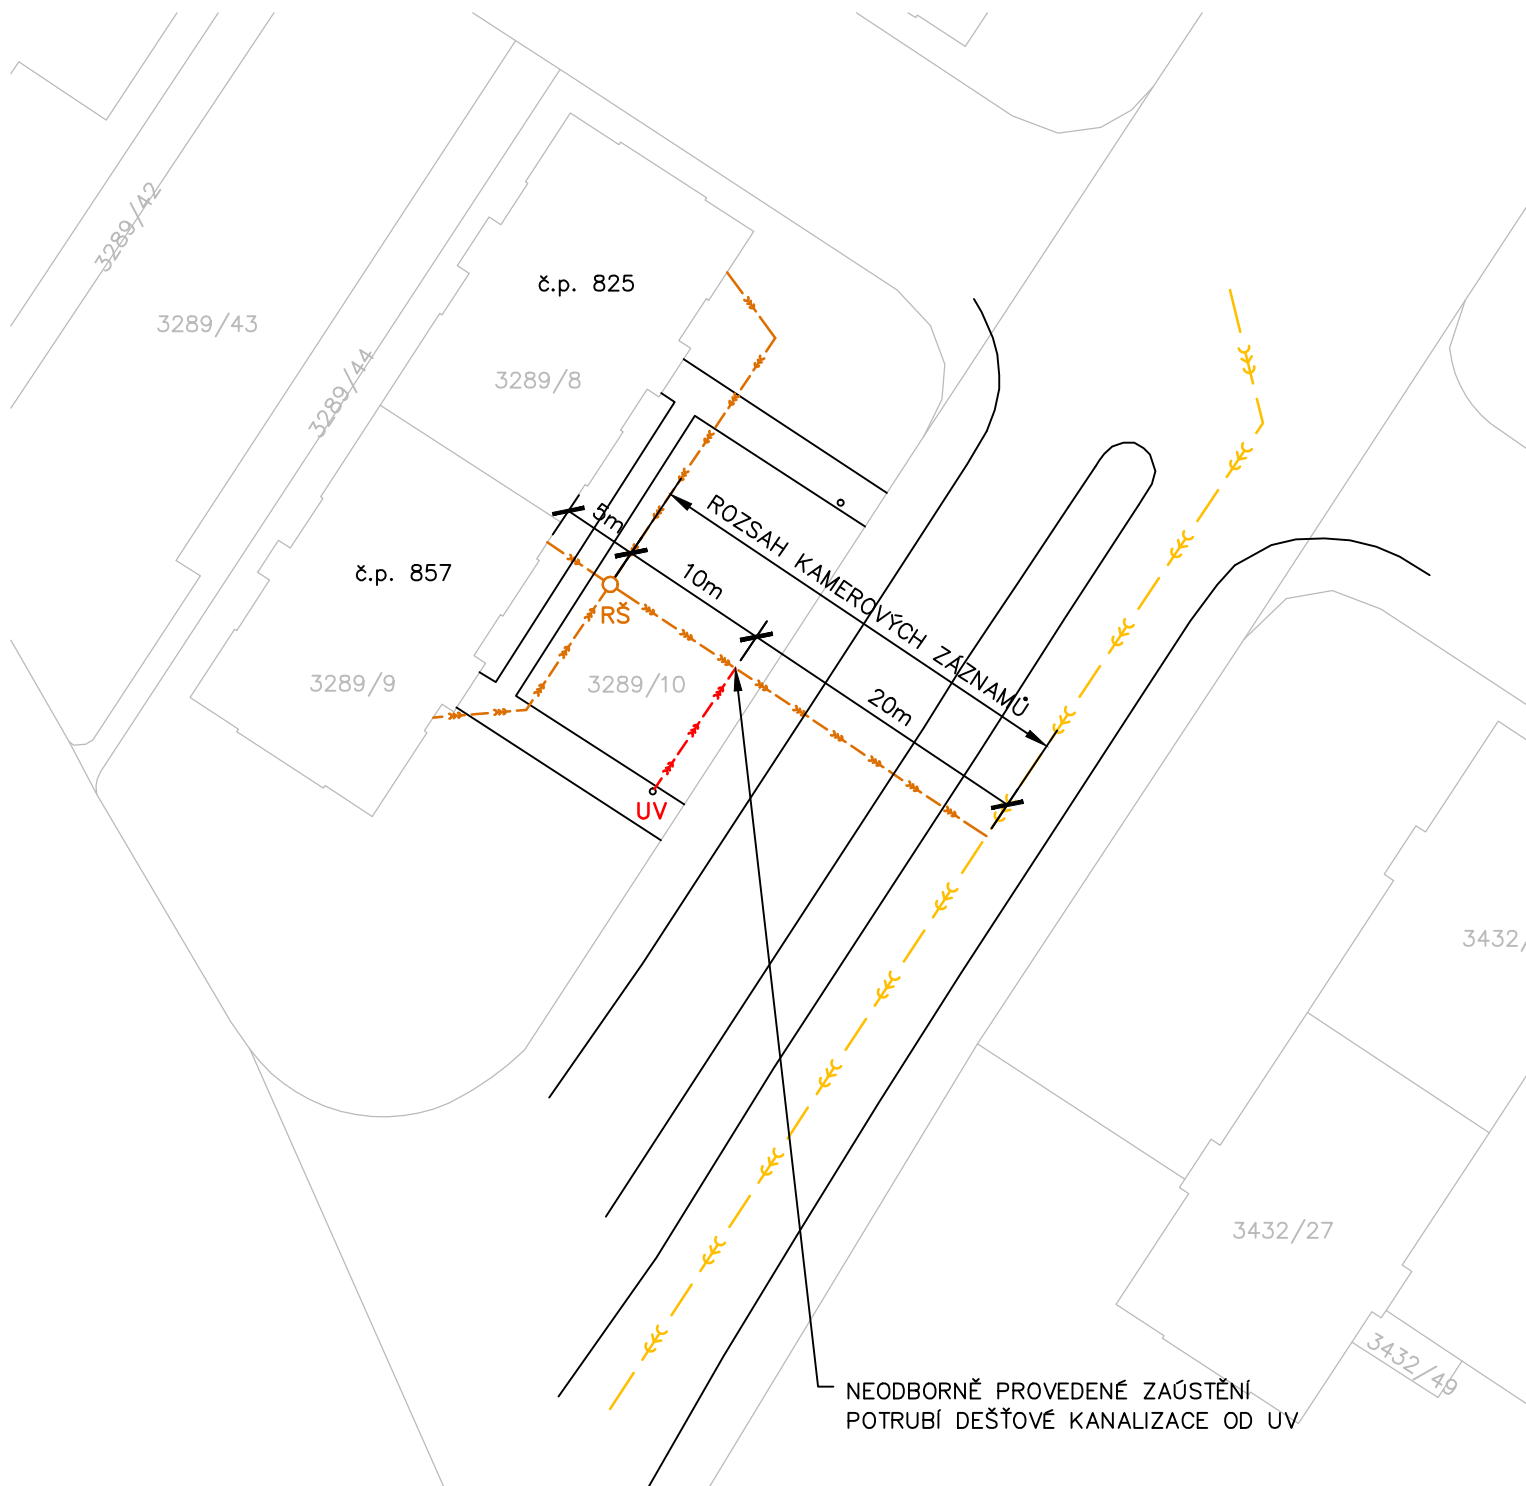 3289/42
3289/43
č.p. 825
3289/44
3289/8
5m
ROZSAH KAMEROVÝCH ZÁZNAMŮ
10m
č.p. 857
RŠ
3289/9
3289/10
20m
UV
3432/
3432/27
3432/49
NEODBORNĚ PROVEDENÉ ZAÚSTĚNÍ
POTRUBÍ DEŠŤOVÉ KANALIZACE OD UV